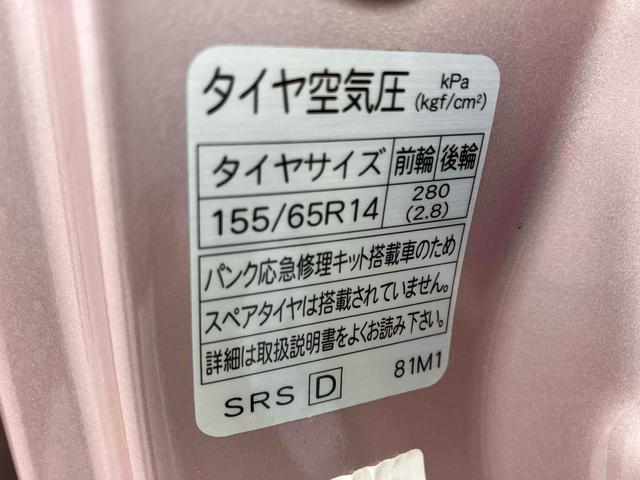 タイヤ空気圧 kPa
(kgf/cm²)
タイヤサイズ 前輪 後輪
155/65R14 280
(2.8)
パンク応急修理キット搭載車のため
スペアタイヤは搭載されていません。
詳細は取扱説明書をよくお読み下さい。
SRS D 81M1